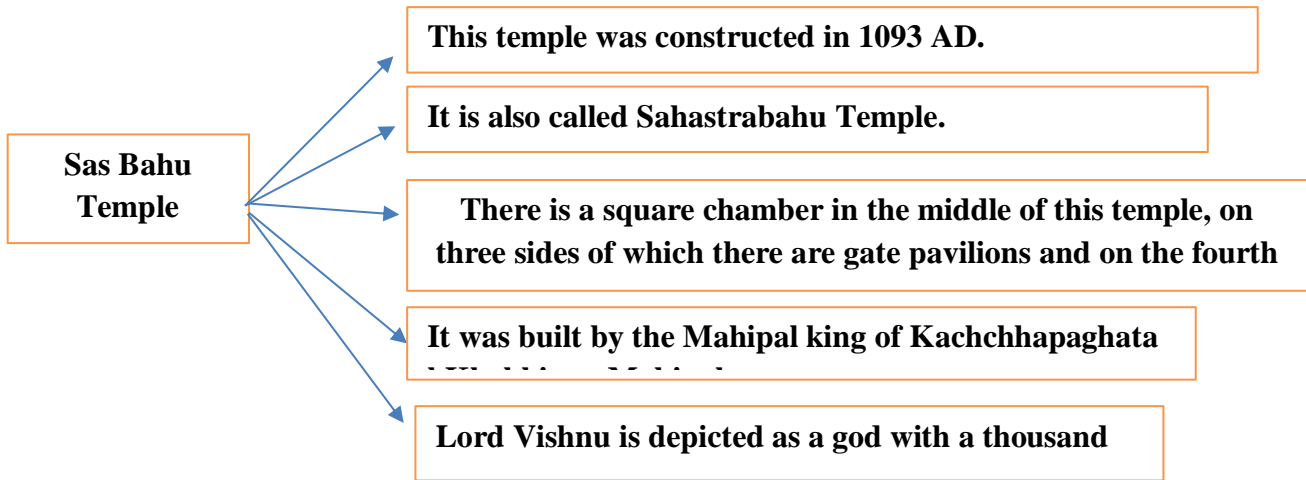 Sas Bahu
Temple
This temple was constructed in 1093 AD.
It is also called Sahastrabahu Temple.
There is a square chamber in the middle of this temple, on
three sides of which there are gate pavilions and on the fourth
It was built by the Mahipal king of Kachchhapaghata
Lord Vishnu is depicted as a god with a thousand